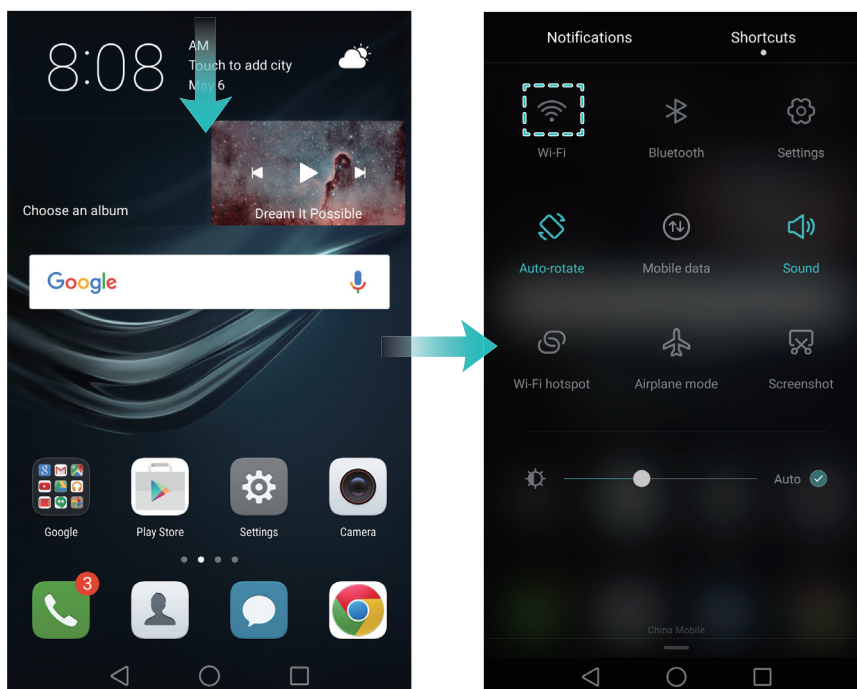 8:08
AM
Touch to add city
May 6
Choose an album
Dream It Possible
Google
Google
Play Store
Settings
Camera
3
Notifications
Shortcuts
Wi-Fi
Bluetooth
Settings
Auto-rotate
Mobile data
Sound
Wi-Fi hotspot
Airplane mode
Screenshot
Auto
China Mobile